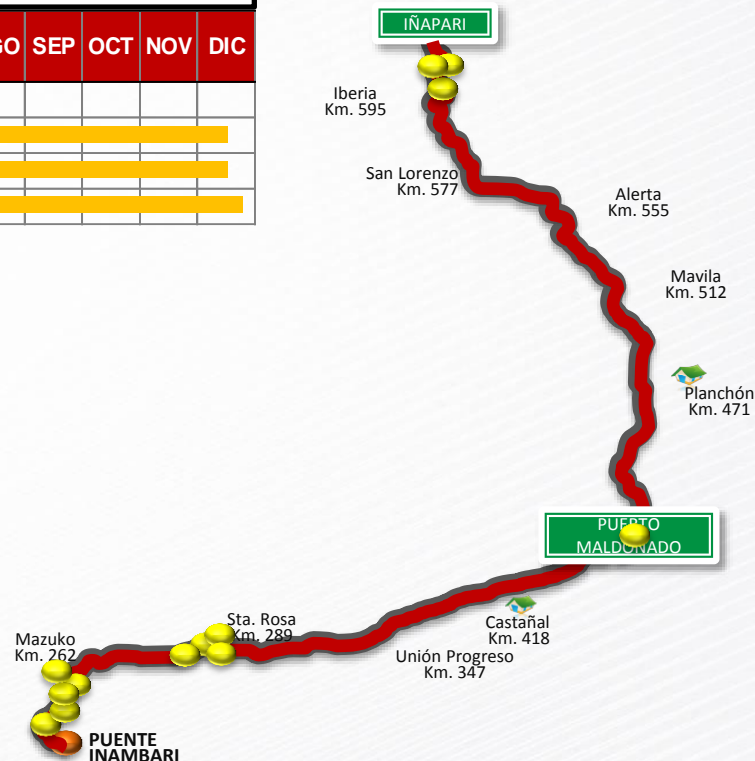 GO SEP OCT NOV DIC
IÑAPARI
Iberia
Km. 595
San Lorenzo
Km. 577
Alerta
Km. 555
Mavila
Km. 512
Planchón
Km. 471
PUERTO
MALDONADO
Castañal
Km. 418
Unión Progreso
Km. 347
Sta. Rosa
Km. 289
Mazuko
Km. 262
PUENTE
INAMBARI